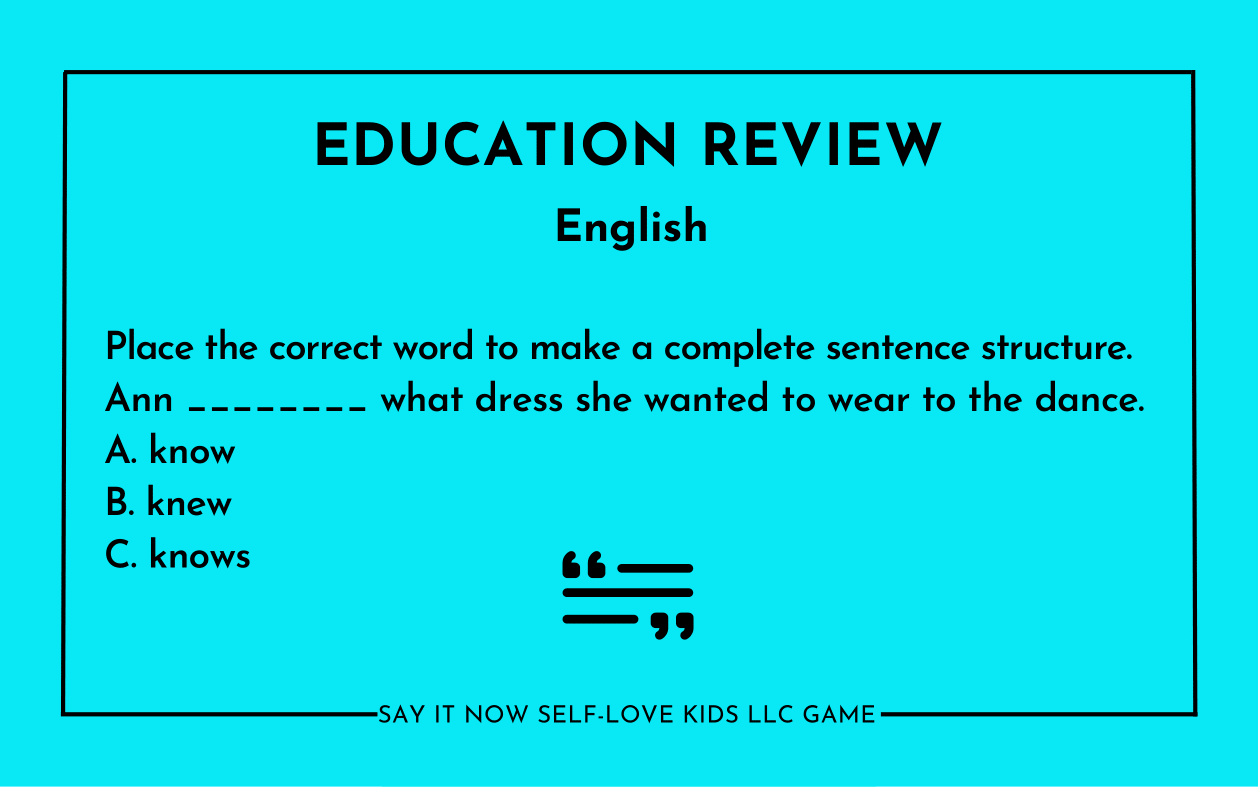 EDUCATION REVIEW
English
Place the correct word to make a complete sentence structure.
Ann ________ what dress she wanted to wear to the dance.
A. know
B. knew
C. knows
SAY IT NOW SELF-LOVE KIDS LLC GAME